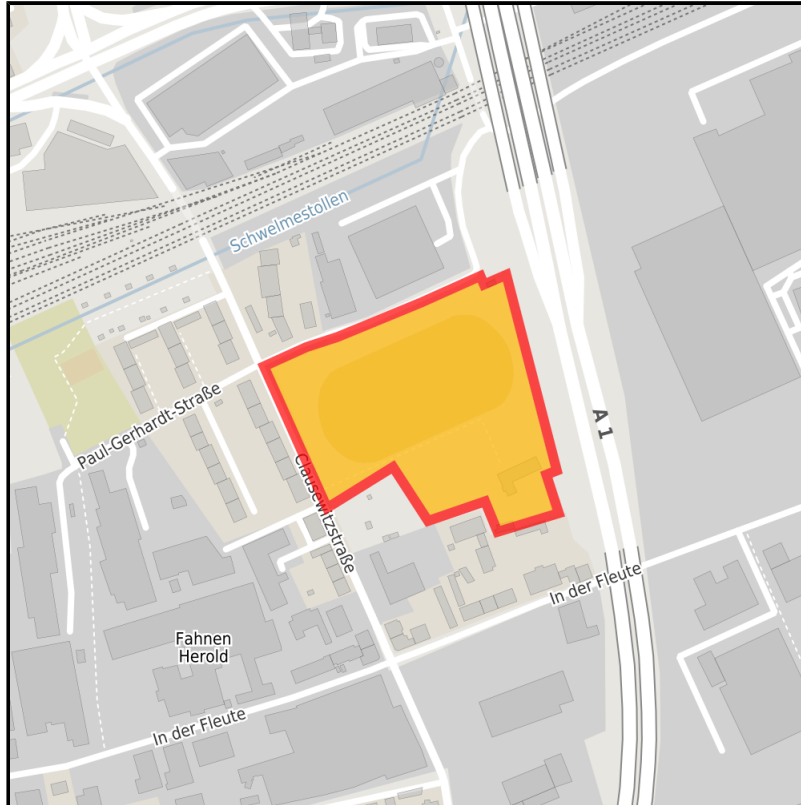 Schwelmestollen
Paul-Gerhardt-Straße
A 1
Clausewitzstraße
In der Fleute
Fahnen
Herold
In der Fleute